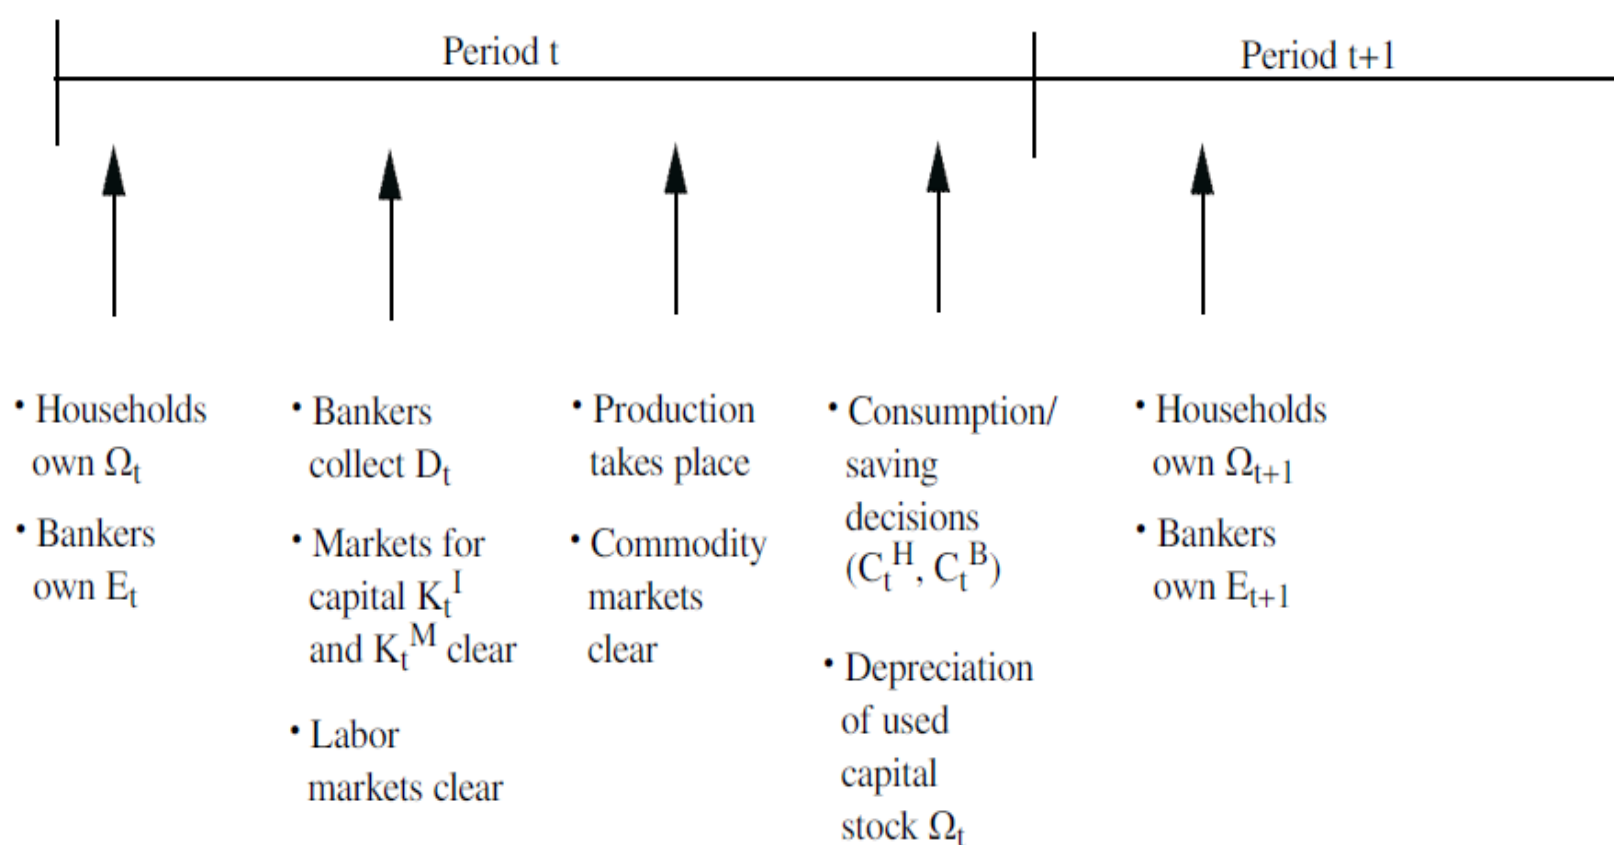 Period t
Period t+1
• Households
own Ωt
• Bankers
own Et
• Bankers
collect Dt
• Markets for
capital KtI
and KtM clear
• Labor
markets clear
• Production
takes place
• Commodity
markets
clear
• Consumption/
saving
decisions
(CtH, CtB)
• Depreciation
of used
capital
stock Ωt
• Households
own Ωt+1
• Bankers
own Et+1